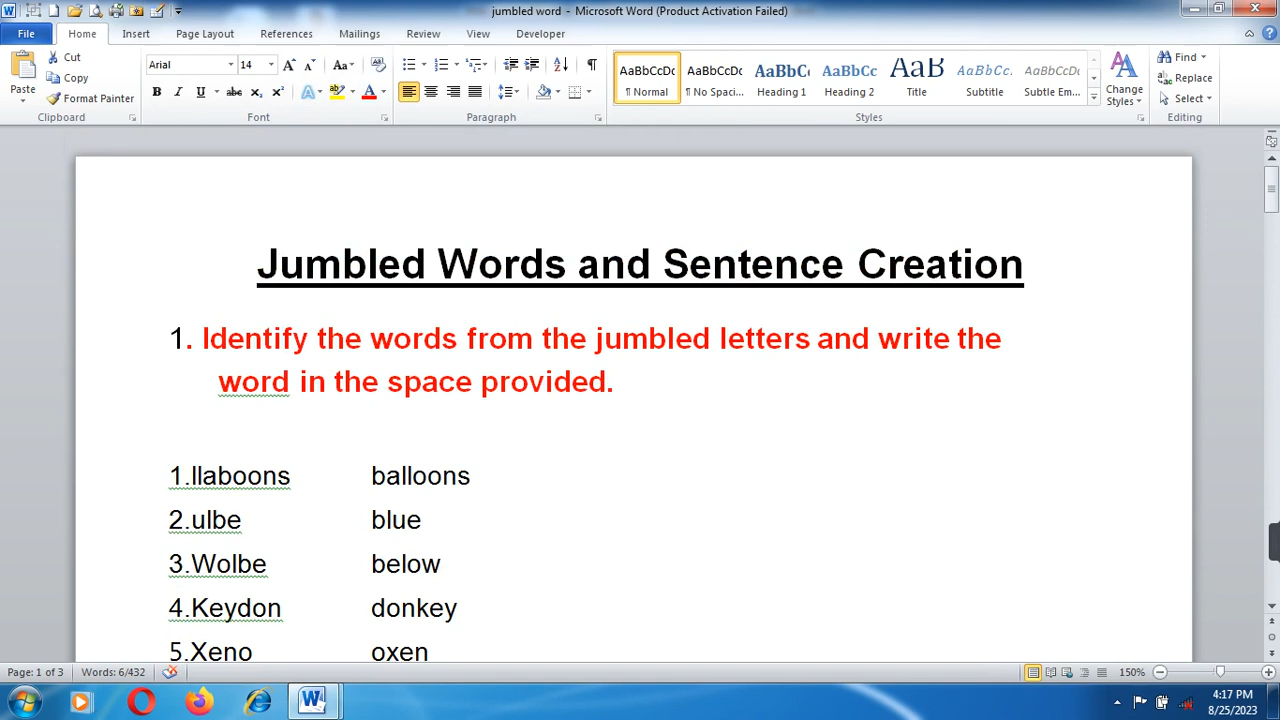 jumbled word - Microsoft Word (Product Activation Failed)
File Home Insert Page Layout References Mailings Review View Developer
Paste
Cut
Copy
Format Painter
Clipboard
Arial 14
Font
Paragraph
AaBbCcDc AaBbCcDc AaBbCc AaBbCc AaB AaBbCc. AaBbCcDc
¶ Normal ¶ No Spaci... Heading 1 Heading 2 Title Subtitle Subtle Em...
Change Styles
Styles
Find
Replace
Select
Editing
Jumbled Words and Sentence Creation
1. Identify the words from the jumbled letters and write the
word in the space provided.
1.llaboons balloons
2.ulbe blue
3.Wolbe below
4.Keydon donkey
5.Xeno oxen
Page: 1 of 3 Words: 6/432 150%
4:17 PM
8/25/2023